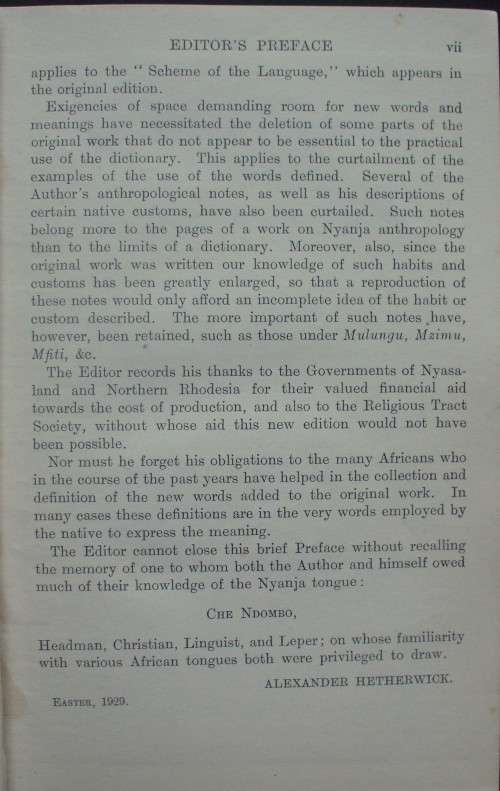 EDITOR'S PREFACE vii
applies to the " Scheme of the Language," which appears in
the original edition.
Exigencies of space demanding room for new words and
meanings have necessitated the deletion of some parts of the
original work that do not appear to be essential to the practical
use of the dictionary. This applies to the curtailment of the
examples of the use of the words defined. Several of the
Author's anthropological notes, as well as his descriptions of
certain native customs, have also been curtailed. Such notes
belong more to the pages of a work on Nyanja anthropology
than to the limits of a dictionary. Moreover, also, since the
original work was written our knowledge of such habits and
customs has been greatly enlarged, so that a reproduction of
these notes would only afford an incomplete idea of the habit or
custom described. The more important of such notes have,
however, been retained, such as those under Mulungu, Mzimu,
Mfiti, &c.
The Editor records his thanks to the Governments of Nyasa-
land and Northern Rhodesia for their valued financial aid
towards the cost of production, and also to the Religious Tract
Society, without whose aid this new edition would not have
been possible.
Nor must he forget his obligations to the many Africans who
in the course of the past years have helped in the collection and
definition of the new words added to the original work. In
many cases these definitions are in the very words employed by
the native to express the meaning.
The Editor cannot close this brief Preface without recalling
the memory of one to whom both the Author and himself owed
much of their knowledge of the Nyanja tongue :
CHE NDOMBO,
Headman, Christian, Linguist, and Leper ; on whose familiarity
with various African tongues both were privileged to draw.
ALEXANDER HETHERWICK.
EASTER, 1929.